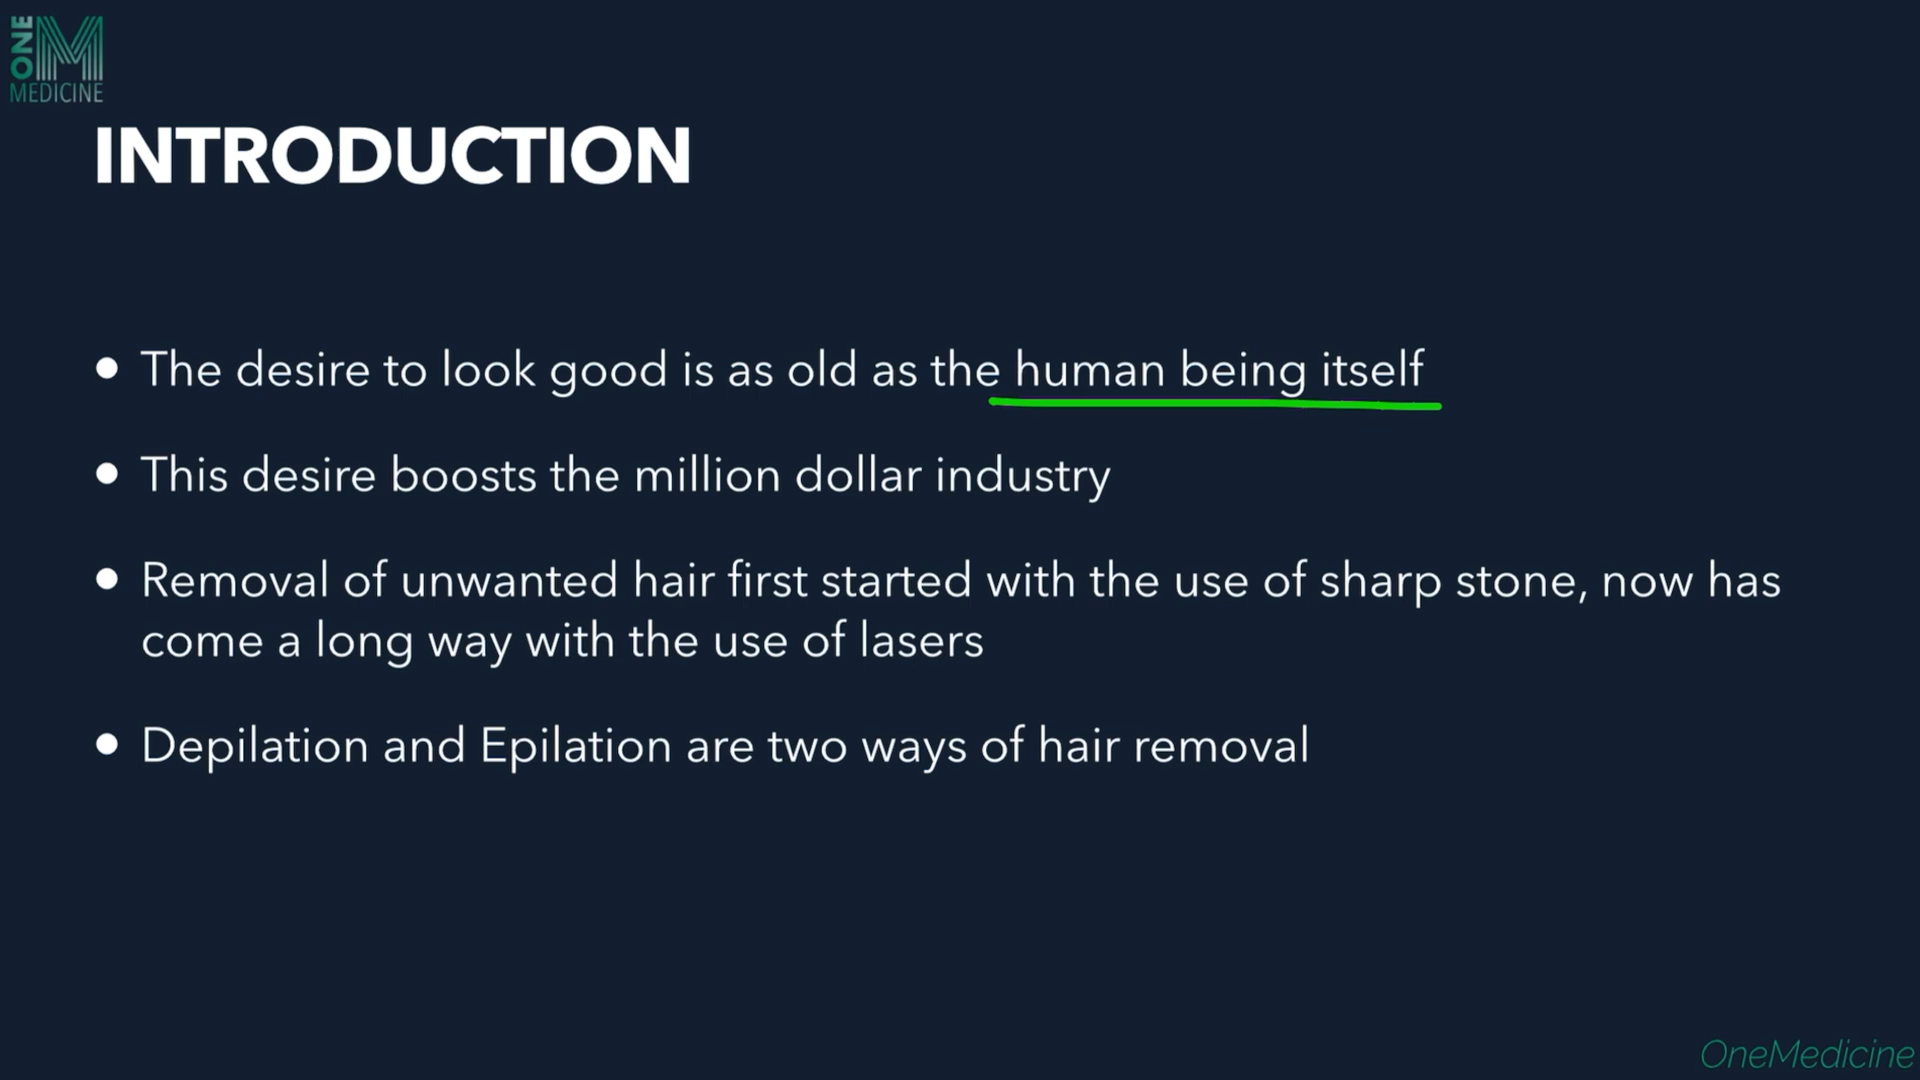 ONE
MEDICINE
INTRODUCTION
• The desire to look good is as old as the human being itself
• This desire boosts the million dollar industry
• Removal of unwanted hair first started with the use of sharp stone, now has
come a long way with the use of lasers
• Depilation and Epilation are two ways of hair removal
OneMedicine